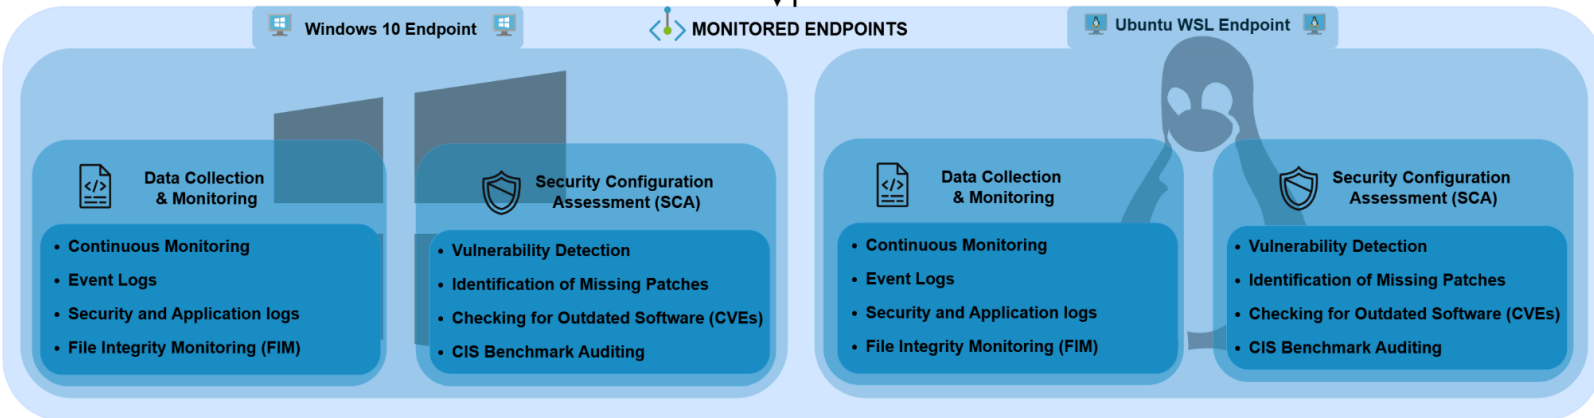 Windows 10 Endpoint
MONITORED ENDPOINTS
Ubuntu WSL Endpoint
</>
Data Collection
& Monitoring
• Continuous Monitoring
• Event Logs
• Security and Application logs
• File Integrity Monitoring (FIM)
Security Configuration
Assessment (SCA)
• Vulnerability Detection
• Identification of Missing Patches
• Checking for Outdated Software (CVEs)
• CIS Benchmark Auditing
</>
Data Collection
& Monitoring
• Continuous Monitoring
• Event Logs
• Security and Application logs
• File Integrity Monitoring (FIM)
Security Configuration
Assessment (SCA)
• Vulnerability Detection
• Identification of Missing Patches
• Checking for Outdated Software (CVEs)
• CIS Benchmark Auditing